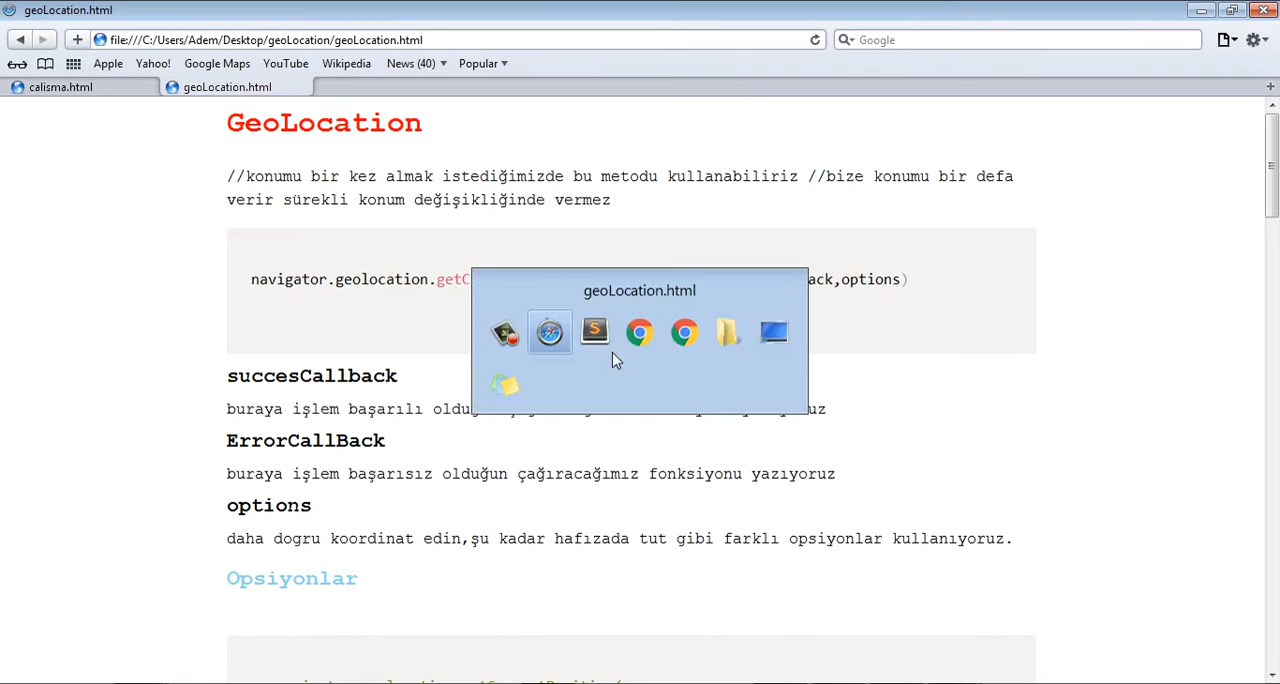 geoLocation.html
file:///C:/Users/Adem/Desktop/geoLocation/geoLocation.html
Google
Apple Yahoo! Google Maps YouTube Wikipedia News (40) Popular
calisma.html geoLocation.html
GeoLocation
//konumu bir kez almak istediğimizde bu metodu kullanabiliriz //bize konumu bir defa
verir sürekli konum değişikliğinde vermez
navigator.geolocation.getC ack,options)
geoLocation.html
succesCallback
buraya işlem başarılı uz
ErrorCallBack
buraya işlem başarısız olduğun çağıracağımız fonksiyonu yazıyoruz
options
daha dogru koordinat edin,şu kadar hafızada tut gibi farklı opsiyonlar kullanıyoruz.
Opsiyonlar